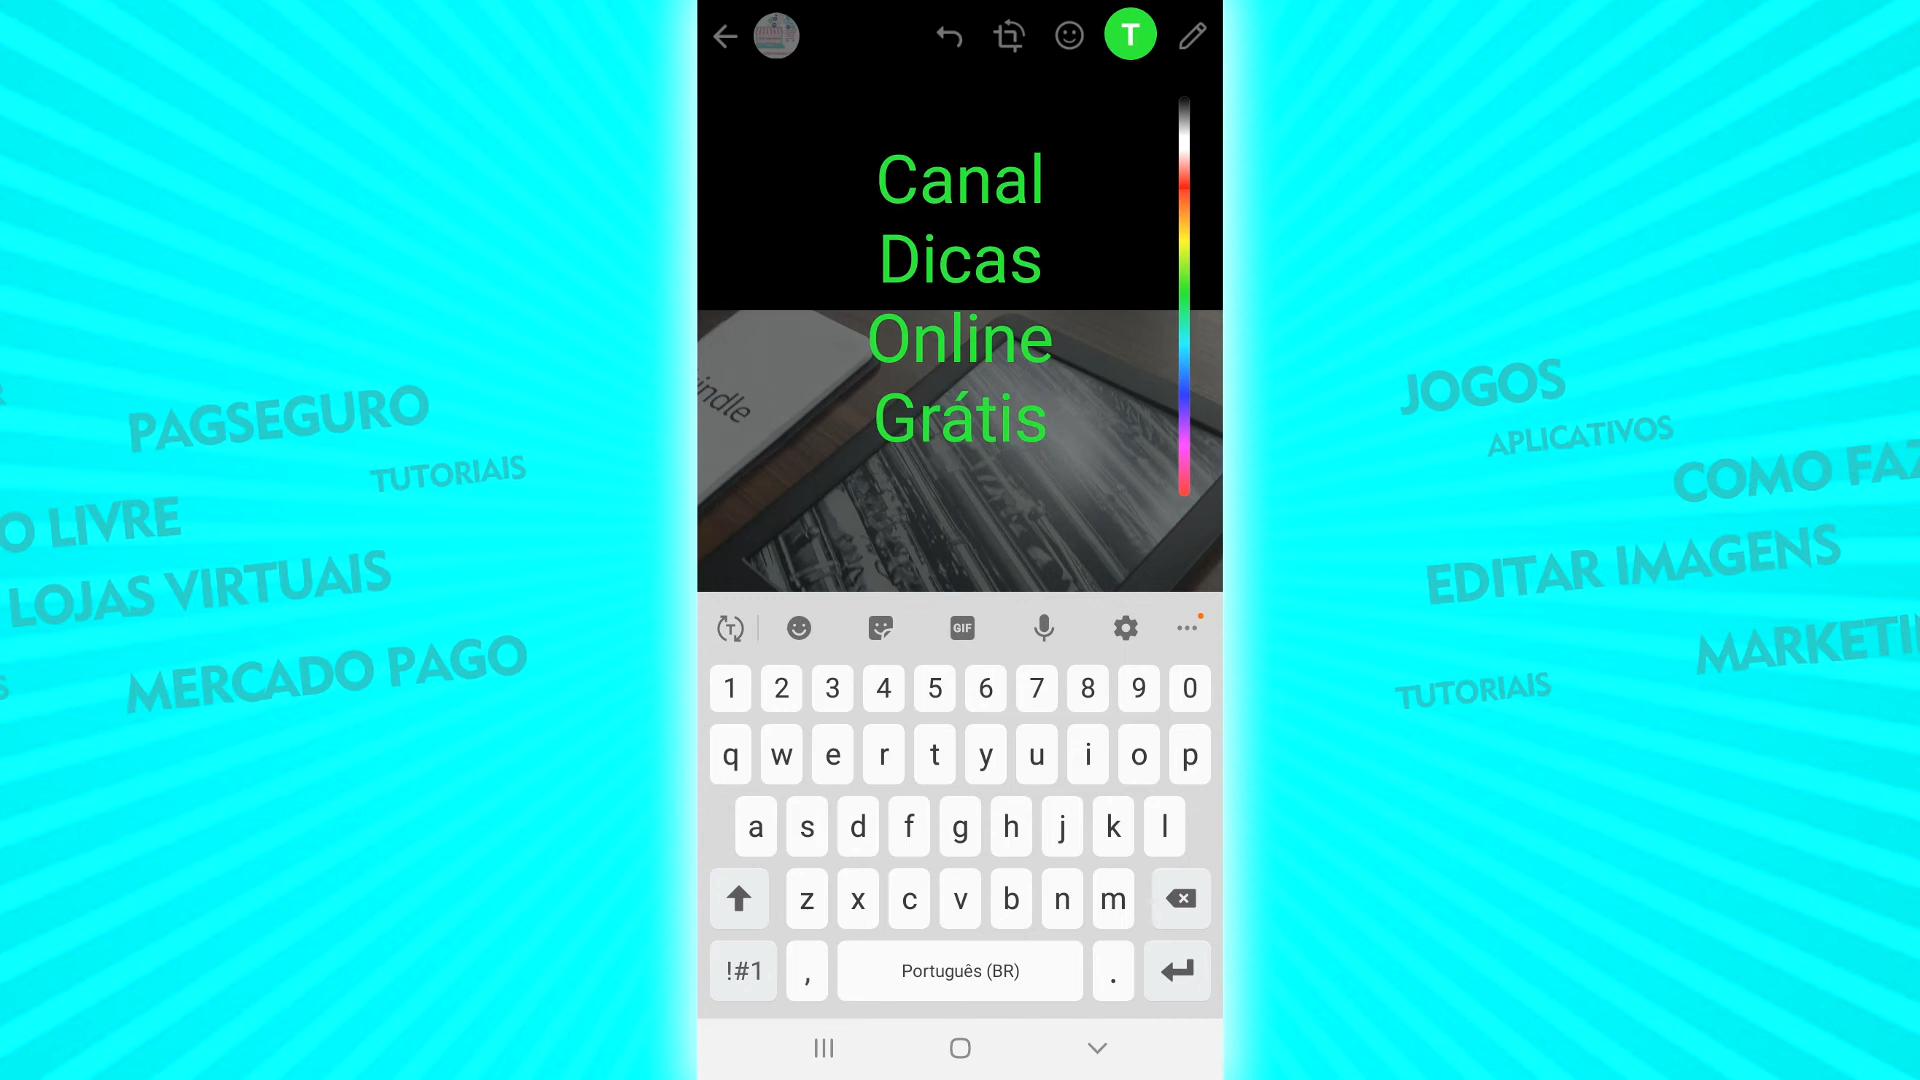 T
Canal
Dicas
Online
Grátis
indle
PAGSEGURO
TUTORIAIS
O LIVRE
LOJAS VIRTUAIS
MERCADO PAGO
JOGOS
APLICATIVOS
COMO FAZ
EDITAR IMAGENS
MARKETI
TUTORIAIS
T
GIF
1 2 3 4 5 6 7 8 9 0
q w e r t y u i o p
a s d f g h j k l
z x c v b n m
!#1 , Português (BR) .